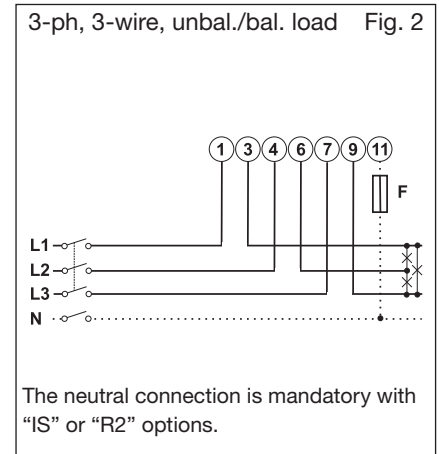 3-ph, 3-wire, unbal./bal. load Fig. 2
1 3 4 6 7 9 11
F
L1
L2
L3
N
The neutral connection is mandatory with
“IS” or “R2” options.